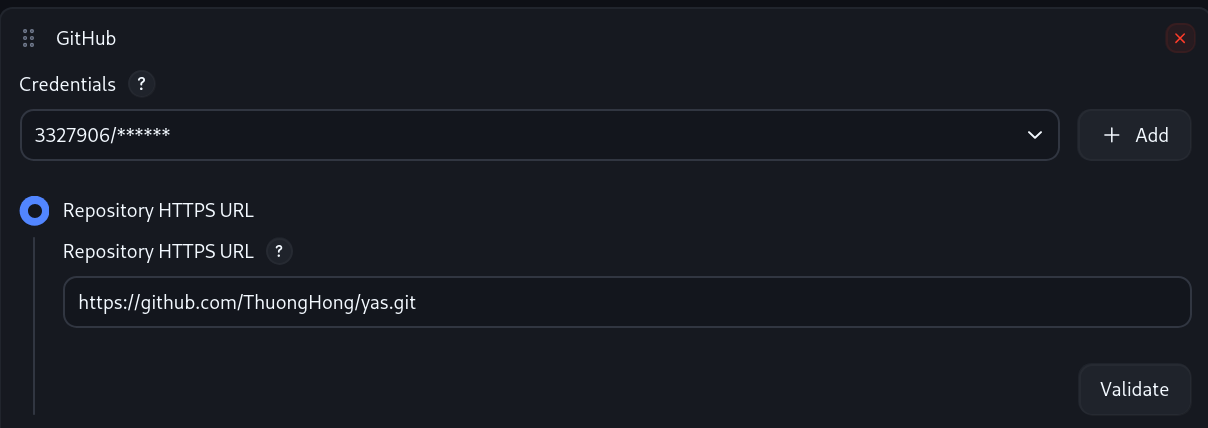 GitHub
Credentials ?
3327906/******
+ Add
Repository HTTPS URL
Repository HTTPS URL ?
https://github.com/ThuongHong/yas.git
Validate